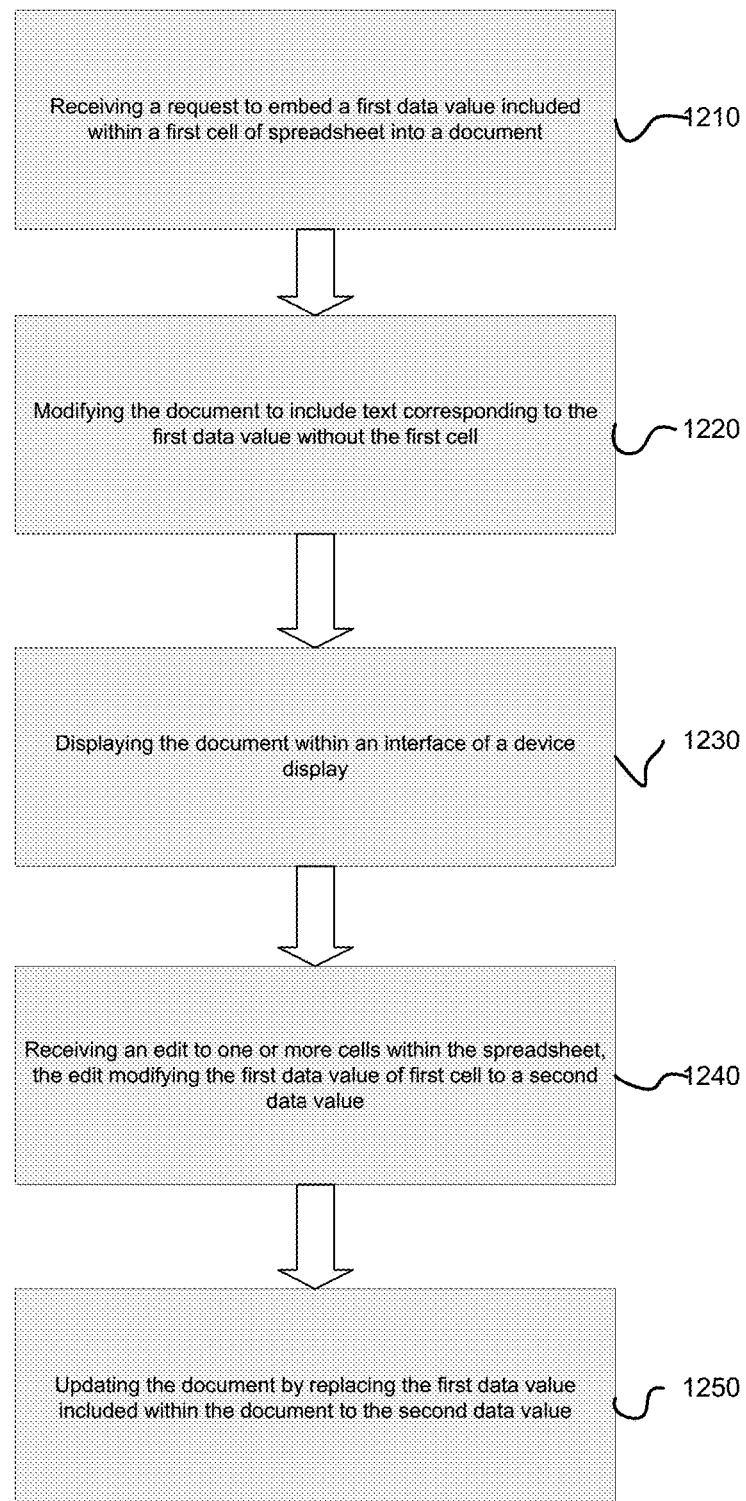 Receiving a request to embed a first data value included
within a first cell of spreadsheet into a document
1210
Modifying the document to include text corresponding to the
first data value without the first cell
1220
Displaying the document within an interface of a device
display
1230
Receiving an edit to one or more cells within the spreadsheet,
the edit modifying the first data value of first cell to a second
data value
1240
Updating the document by replacing the first data value
included within the document to the second data value
1250